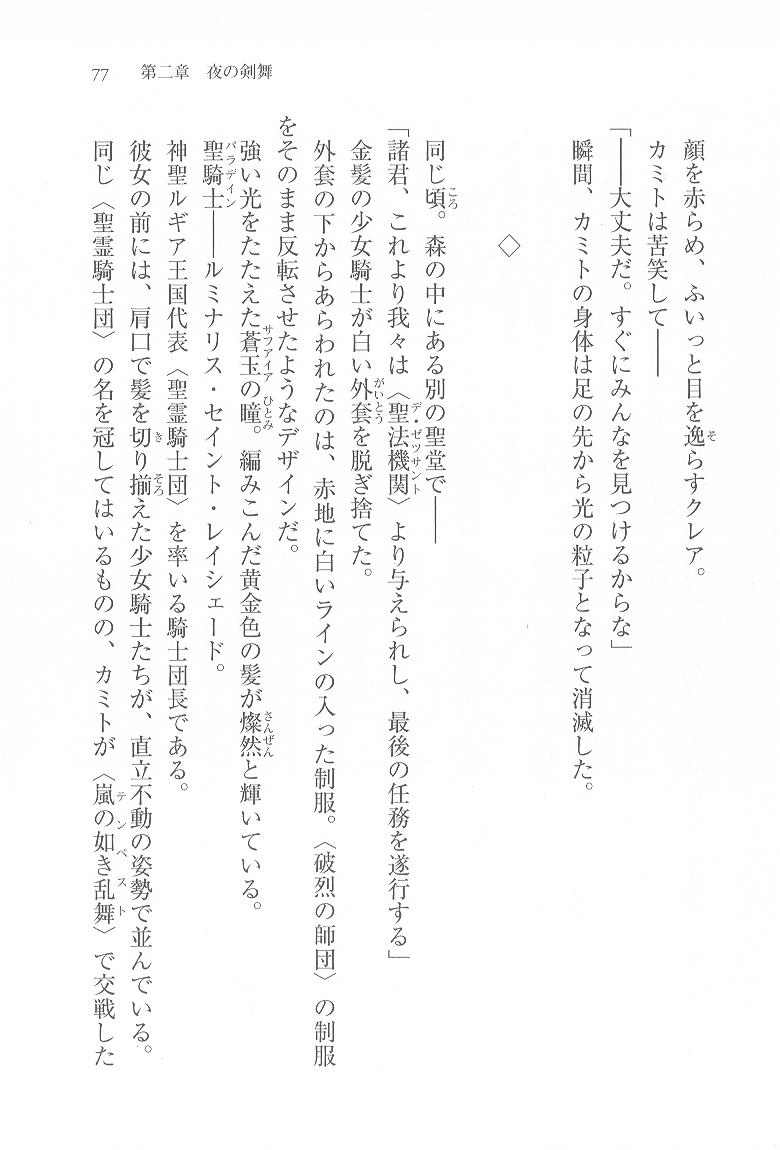 77　第二章　夜の剣舞
顔を赤らめ、ふいっと目を逸らすクレア。
カミトは苦笑して――
「――大丈夫だ。すぐにみんなを見つけるからな」
瞬間、カミトの身体は足の先から光の粒子となって消滅した。
◇
同じ頃。森の中にある別の聖堂で――
「諸君、これより我々は〈聖法機関〉より与えられし、最後の任務を遂行する」
金髪の少女騎士が白い外套を脱ぎ捨てた。
外套の下からあらわれたのは、赤地に白いラインの入った制服。〈破烈の師団〉の制服
をそのまま反転させたようなデザインだ。
強い光をたたえた蒼玉の瞳。編みこんだ黄金色の髪が燦然と輝いている。
聖騎士――ルミナリス・セイント・レイシェード。
神聖ルギア王国代表〈聖霊騎士団〉を率いる騎士団長である。
彼女の前には、肩口で髪を切り揃えた少女騎士たちが、直立不動の姿勢で並んでいる。
同じ〈聖霊騎士団〉の名を冠してはいるものの、カミトが〈嵐の如き乱舞〉で交戦した